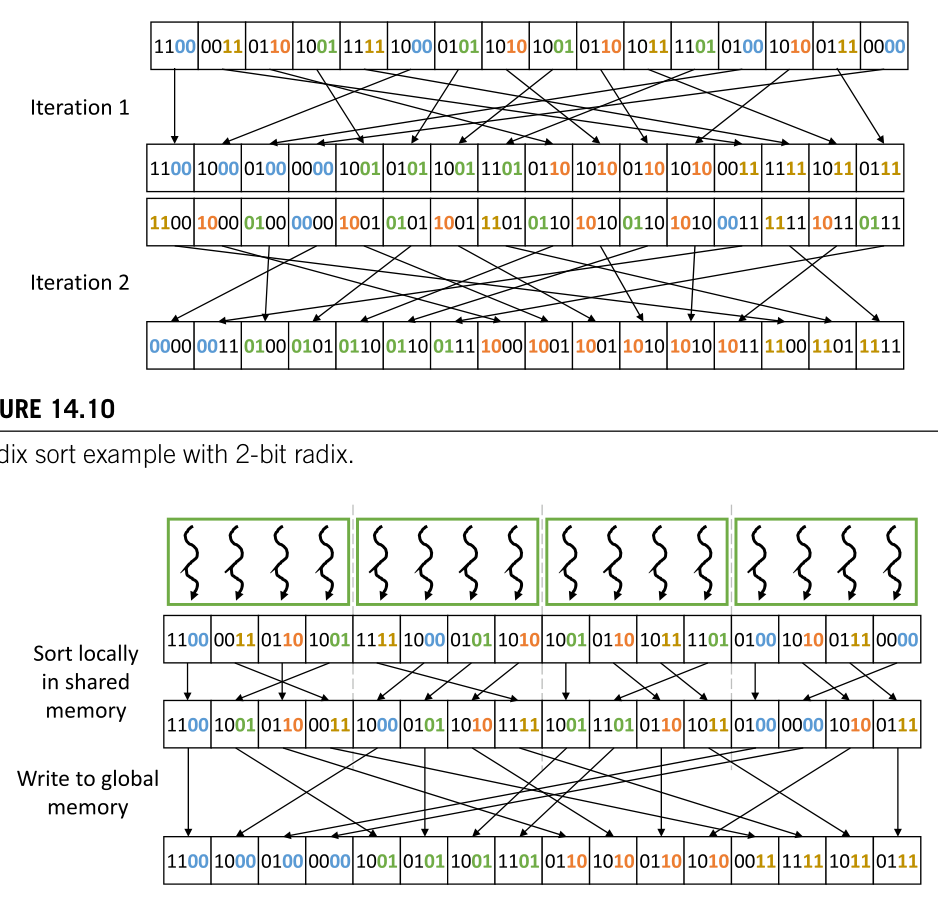 1100 0011 0110 1001 1111 1000 0101 1010 1001 0110 1011 1101 0100 1010 0111 0000
Iteration 1
1100 1000 0100 0000 1001 0101 1001 1101 0110 1010 0110 1010 0011 1111 1011 0111
1100 1000 0100 0000 1001 0101 1001 1101 0110 1010 0110 1010 0011 1111 1011 0111
Iteration 2
0000 0011 0100 0101 0110 0110 0111 1000 1001 1001 1010 1010 1011 1100 1101 1111
URE 14.10
dix sort example with 2-bit radix.
1100 0011 0110 1001 1111 1000 0101 1010 1001 0110 1011 1101 0100 1010 0111 0000
Sort locally
in shared
memory
1100 1001 0110 0011 1000 0101 1010 1111 1001 1101 0110 1011 0100 0000 1010 0111
Write to global
memory
1100 1000 0100 0000 1001 0101 1001 1101 0110 1010 0110 1010 0011 1111 1011 0111